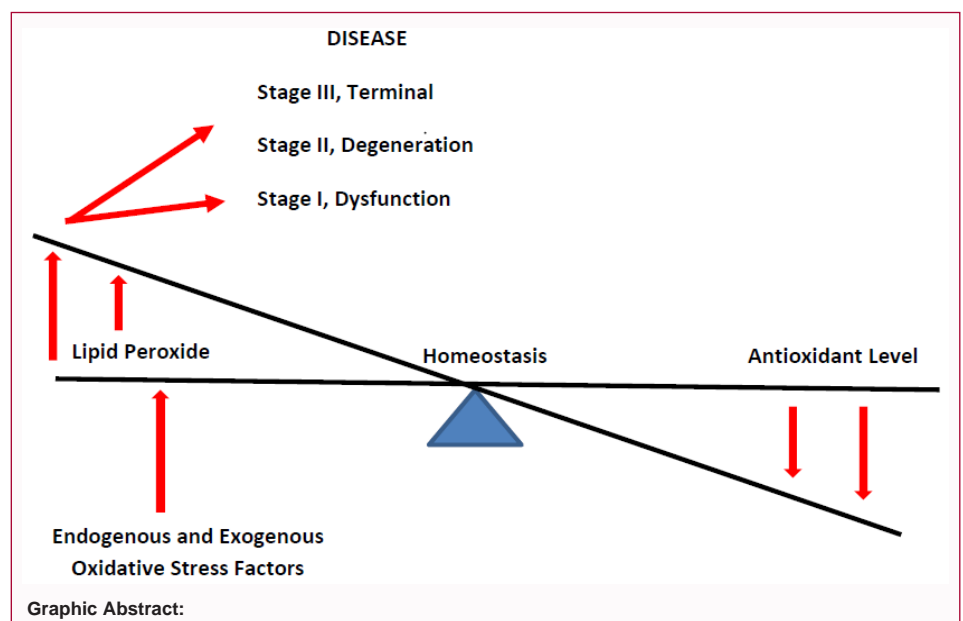 DISEASE
Stage III, Terminal
Stage II, Degeneration
Stage I, Dysfunction
Lipid Peroxide
Homeostasis
Antioxidant Level
Endogenous and Exogenous
Oxidative Stress Factors
Graphic Abstract: